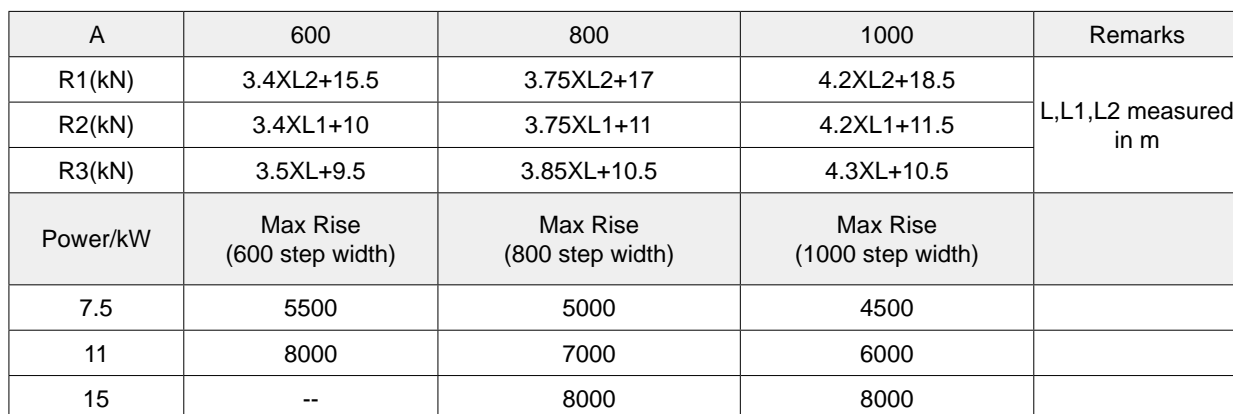 A 600 800 1000 Remarks
R1(kN) 3.4XL2+15.5 3.75XL2+17 4.2XL2+18.5
R2(kN) 3.4XL1+10 3.75XL1+11 4.2XL1+11.5
L,L1,L2 measured
in m
R3(kN) 3.5XL+9.5 3.85XL+10.5 4.3XL+10.5
Power/kW
Max Rise
(600 step width)
Max Rise
(800 step width)
Max Rise
(1000 step width)
7.5 5500 5000 4500
11 8000 7000 6000
15 -- 8000 8000